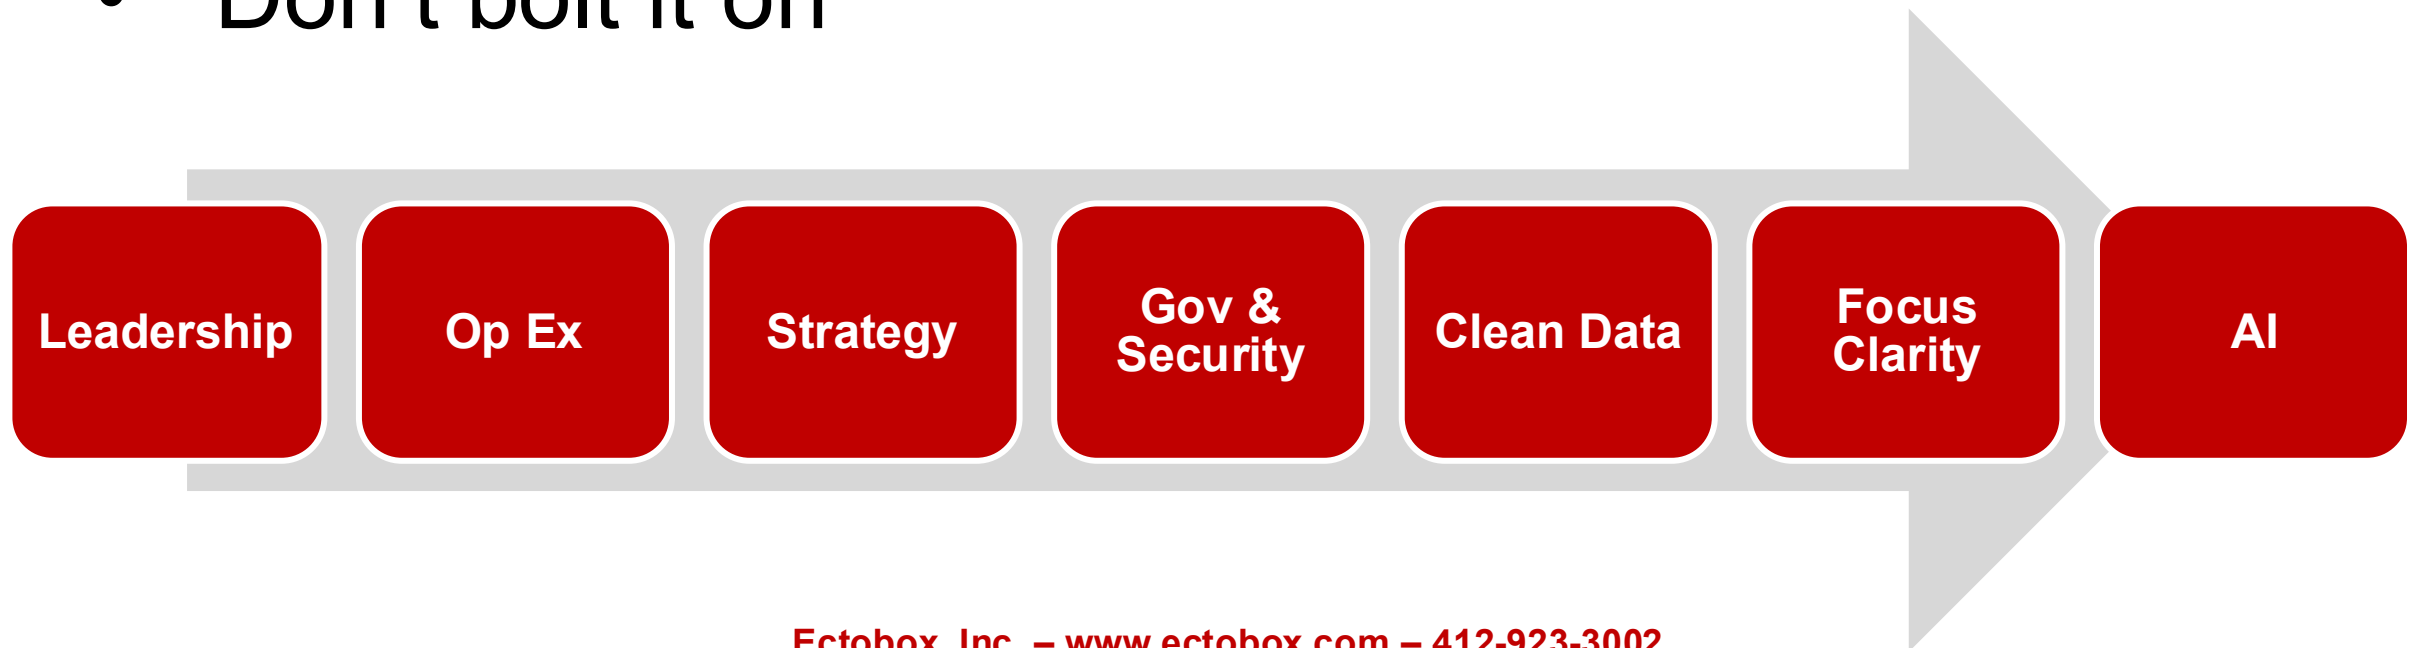 • Don't bolt it on
Leadership
Op Ex
Strategy
Gov &
Security
Clean Data
Focus
Clarity
AI
Ectobox, Inc. – www.ectobox.com – 412-923-3002